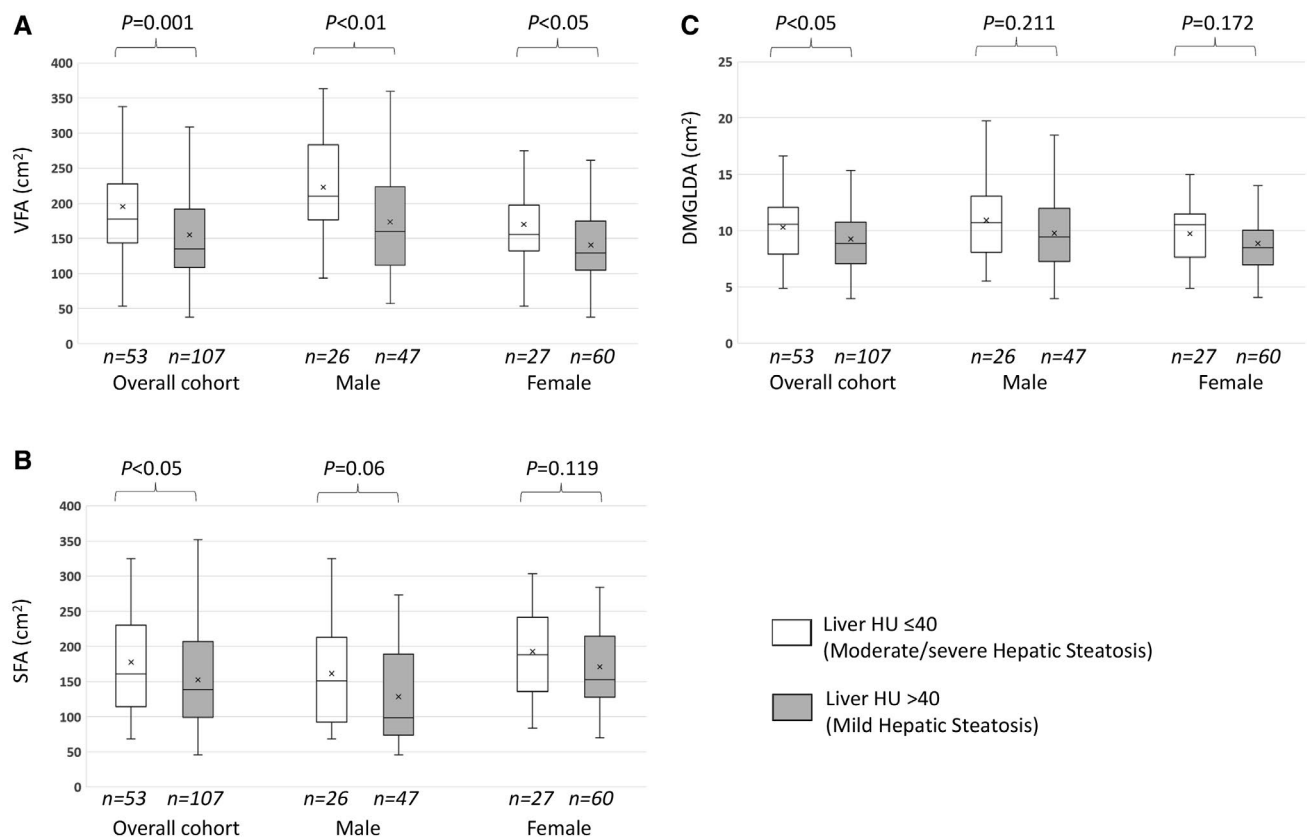 A
P=0.001
P<0.01
P<0.05
400
350
300
250
200
150
100
50
0
VFA (cm²)
n=53 n=107
n=26 n=47
n=27 n=60
Overall cohort
Male
Female
C
P<0.05
P=0.211
P=0.172
25
20
15
10
5
0
DMGLDA (cm²)
n=53 n=107
n=26 n=47
n=27 n=60
Overall cohort
Male
Female
B
P<0.05
P=0.06
P=0.119
400
350
300
250
200
150
100
50
0
SFA (cm²)
n=53 n=107
n=26 n=47
n=27 n=60
Overall cohort
Male
Female
Liver HU ≤40
(Moderate/severe Hepatic Steatosis)
Liver HU >40
(Mild Hepatic Steatosis)